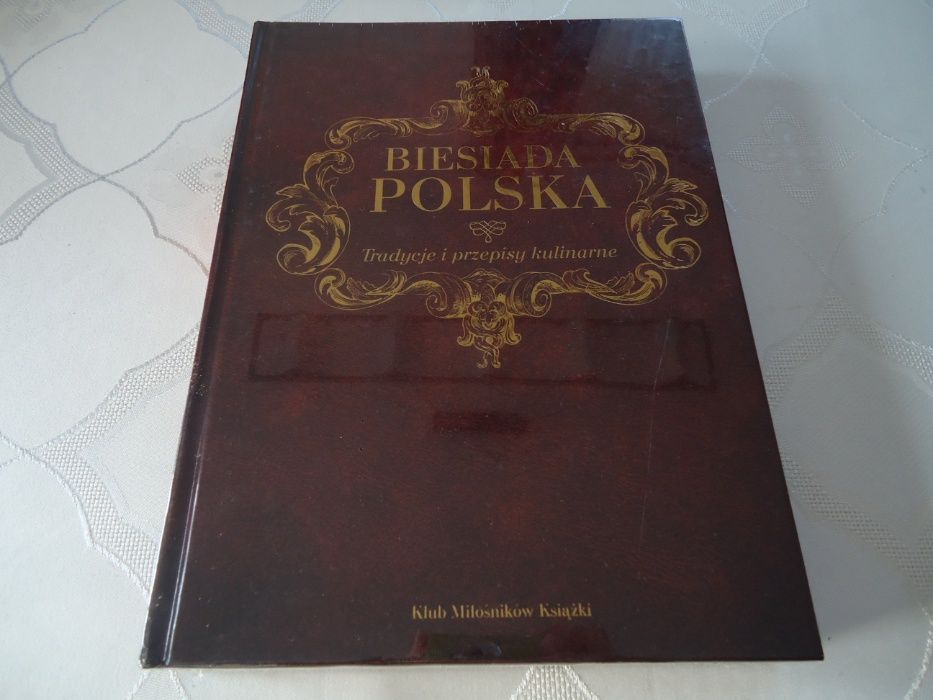 BIESIADA
POLSKA
Tradycje i przepisy kulinarne
Klub Miłośników Książki